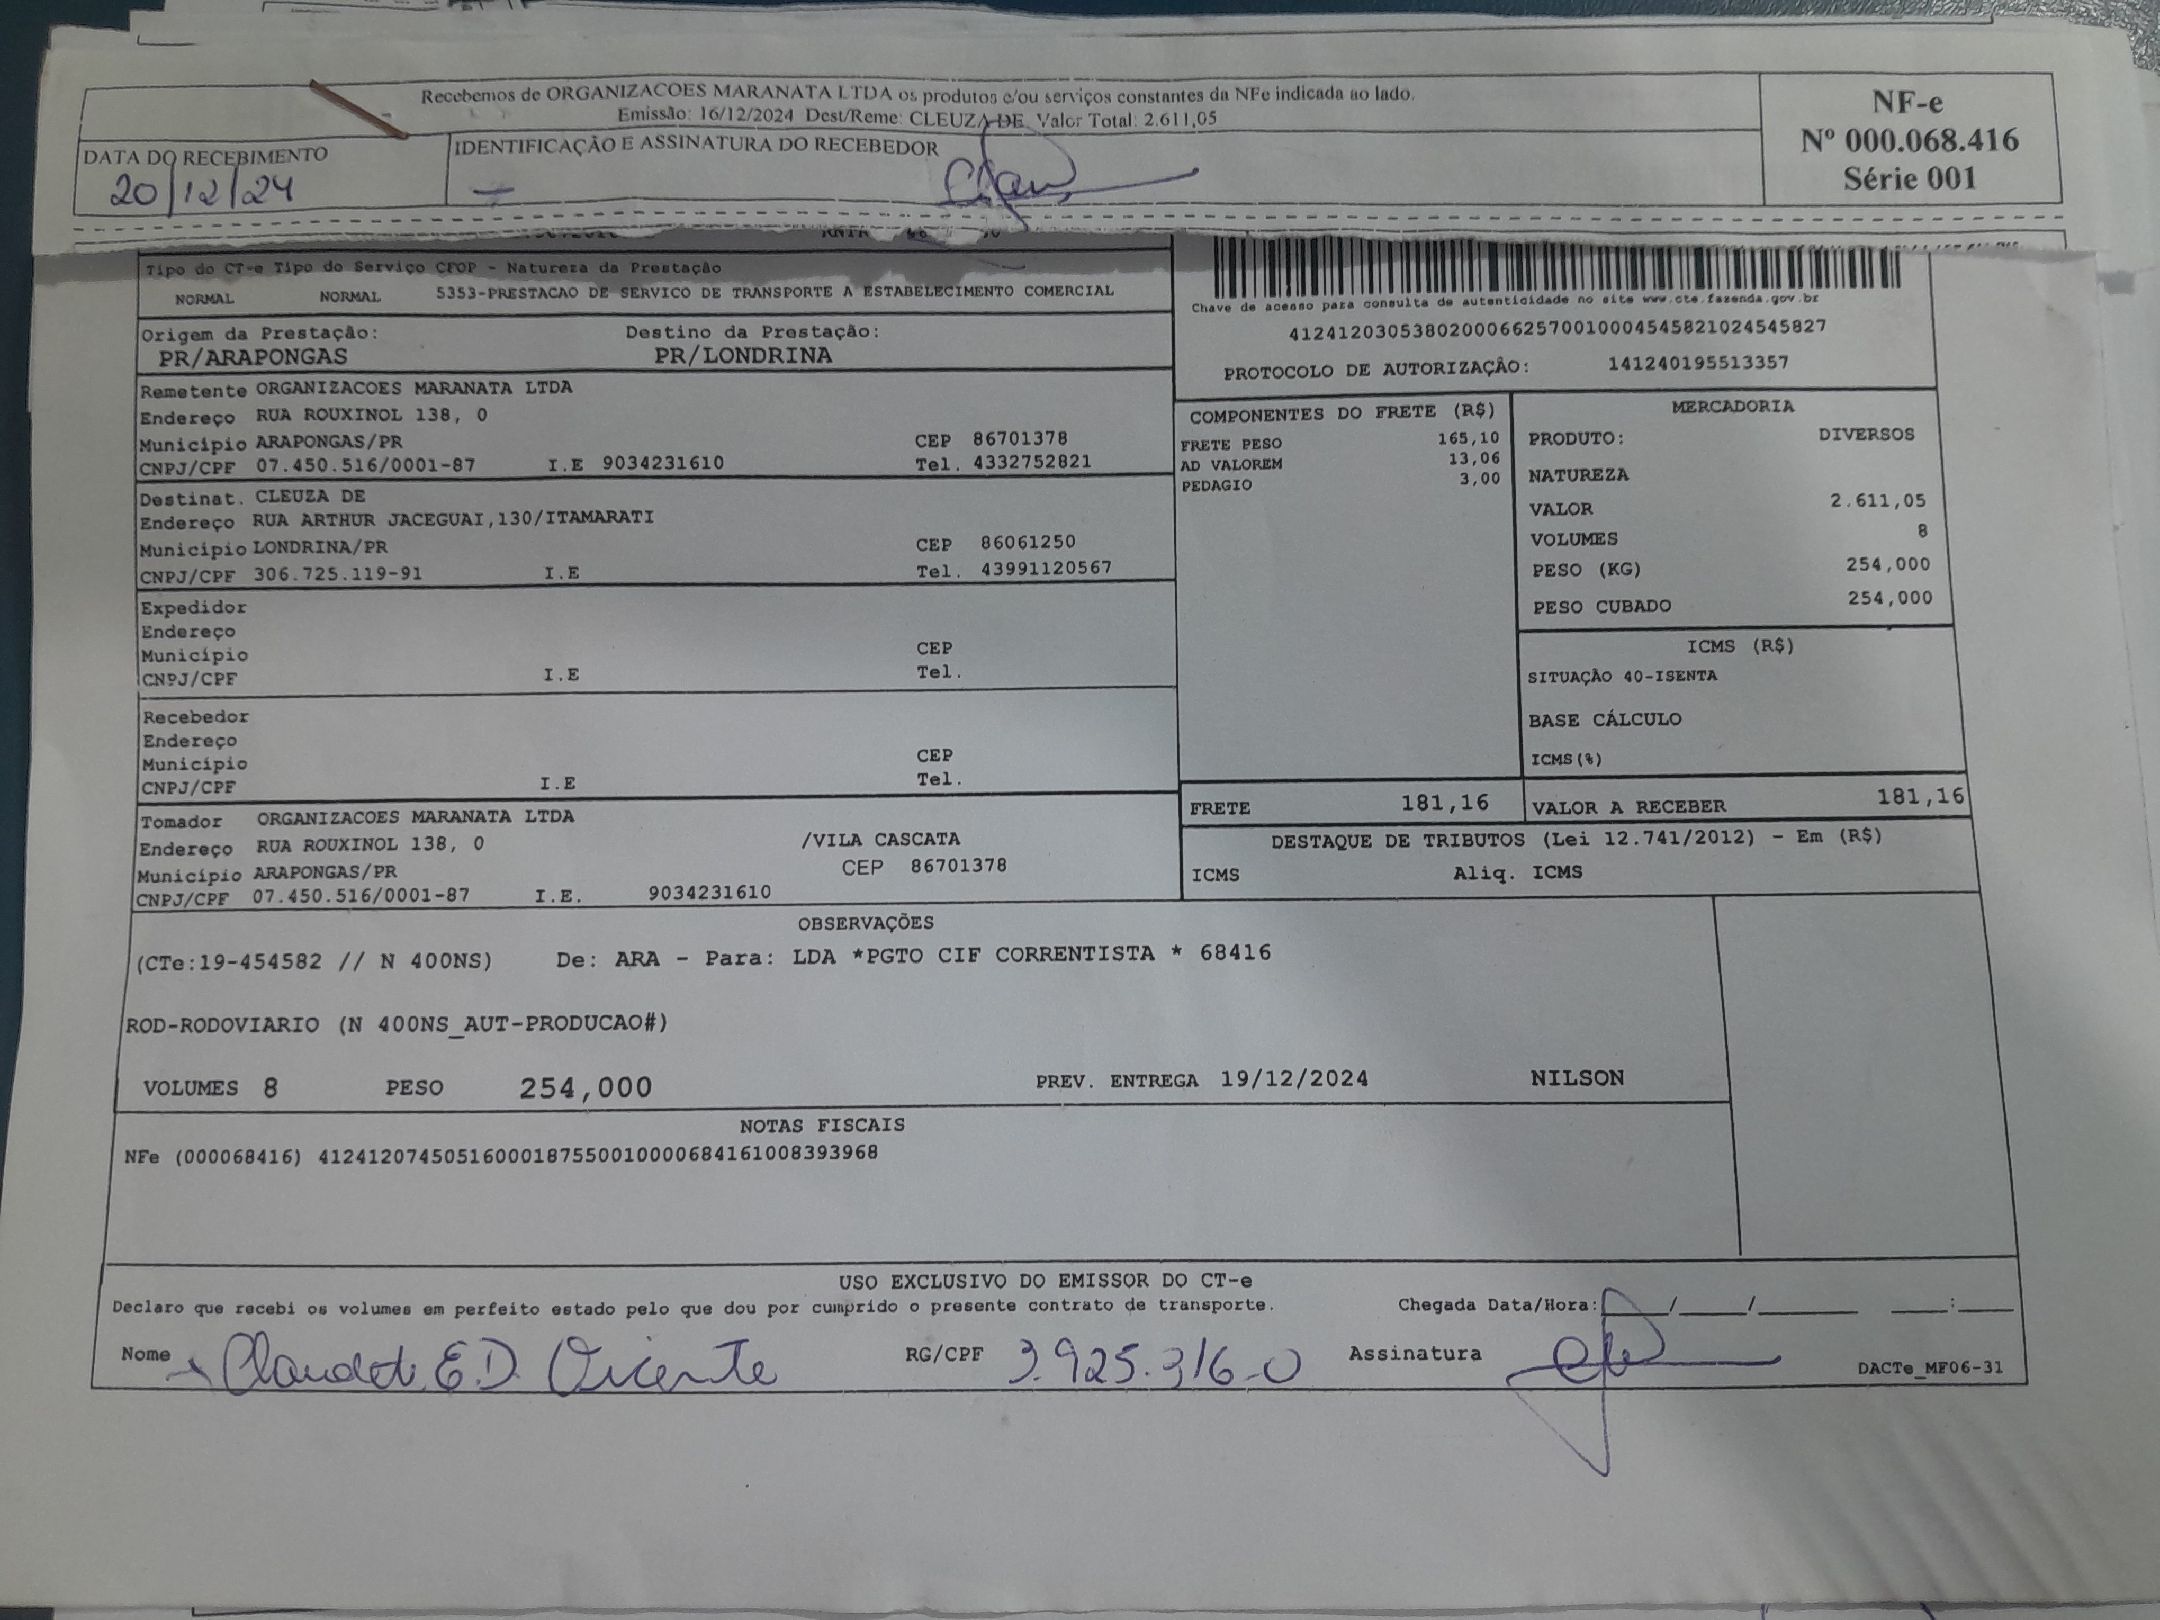 Recebemos de ORGANIZACOES MARANATA LTDA os produtos e/ou serviços constantes da NFe indicada ao lado.
Emissão: 16/12/2024 Dest/Reme: CLEUZA DE Valor Total: 2.611,05
NF-e
Nº 000.068.416
Série 001
DATA DO RECEBIMENTO
20/12/24
IDENTIFICAÇÃO E ASSINATURA DO RECEBEDOR
Tipo do CT-e Tipo do Serviço CFOP - Natureza da Prestação
NORMAL NORMAL 5353-PRESTACAO DE SERVICO DE TRANSPORTE A ESTABELECIMENTO COMERCIAL
Chave de acesso para consulta de autenticidade no site www.cte.fazenda.gov.br
41241203053802000662570010004545821024545827
PROTOCOLO DE AUTORIZAÇÃO: 141240195513357
Origem da Prestação: Destino da Prestação:
PR/ARAPONGAS PR/LONDRINA
Remetente ORGANIZACOES MARANATA LTDA
Endereço RUA ROUXINOL 138, 0
Município ARAPONGAS/PR CEP 86701378
CNPJ/CPF 07.450.516/0001-87 I.E 9034231610 Tel. 4332752821
Destinat. CLEUZA DE
Endereço RUA ARTHUR JACEGUAI,130/ITAMARATI
Município LONDRINA/PR CEP 86061250
CNPJ/CPF 306.725.119-91 I.E Tel. 43991120567
Expedidor
Endereço
Município CEP
CNPJ/CPF I.E Tel.
Recebedor
Endereço
Município CEP
CNPJ/CPF I.E Tel.
Tomador ORGANIZACOES MARANATA LTDA
Endereço RUA ROUXINOL 138, 0 /VILA CASCATA
Município ARAPONGAS/PR CEP 86701378
CNPJ/CPF 07.450.516/0001-87 I.E. 9034231610
COMPONENTES DO FRETE (R$)
FRETE PESO 165,10
AD VALOREM 13,06
PEDAGIO 3,00
MERCADORIA
PRODUTO: DIVERSOS
NATUREZA
VALOR 2.611,05
VOLUMES 8
PESO (KG) 254,000
PESO CUBADO 254,000
ICMS (R$)
SITUAÇÃO 40-ISENTA
BASE CÁLCULO
ICMS(%)
FRETE 181,16 VALOR A RECEBER 181,16
DESTAQUE DE TRIBUTOS (Lei 12.741/2012) - Em (R$)
ICMS Aliq. ICMS
OBSERVAÇÕES
(CTe:19-454582 // N 400NS) De: ARA - Para: LDA *PGTO CIF CORRENTISTA * 68416
ROD-RODOVIARIO (N 400NS_AUT-PRODUCAO#)
VOLUMES 8 PESO 254,000 PREV. ENTREGA 19/12/2024 NILSON
NOTAS FISCAIS
NFe (000068416) 41241207450516000187550010000684161008393968
USO EXCLUSIVO DO EMISSOR DO CT-e
Declaro que recebi os volumes em perfeito estado pelo que dou por cumprido o presente contrato de transporte. Chegada Data/Hora: ___/___/_____ ___:___
Nome E.D. Vicente RG/CPF 3.925.316-0 Assinatura
DACTe_MF06-31